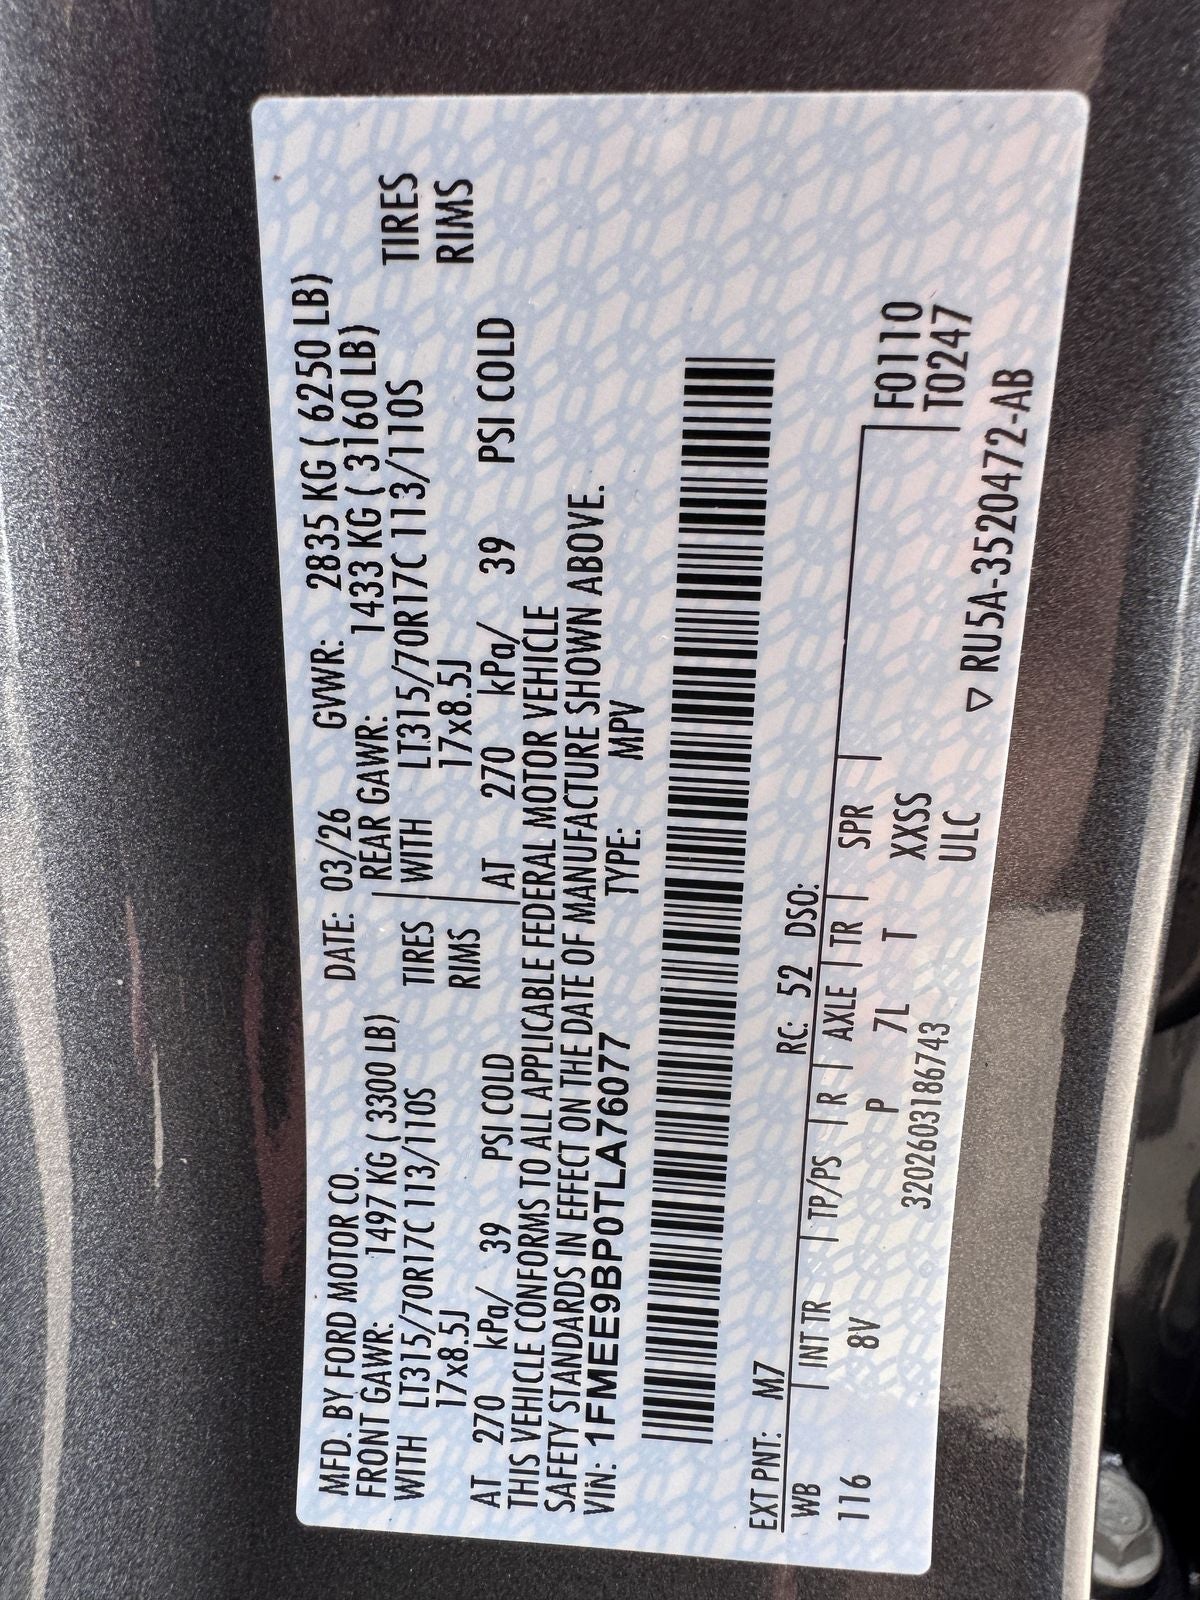 MFD. BY FORD MOTOR CO. DATE: 03/26 GVWR: 2835 KG ( 6250 LB)
FRONT GAWR: 1497 KG ( 3300 LB) REAR GAWR: 1433 KG ( 3160 LB)
WITH LT315/70R17C 113/110S TIRES WITH LT315/70R17C 113/110S TIRES
17x8.5J RIMS 17x8.5J RIMS
AT 270 kPa/ 39 PSI COLD AT 270 kPa/ 39 PSI COLD
THIS VEHICLE CONFORMS TO ALL APPLICABLE FEDERAL MOTOR VEHICLE
SAFETY STANDARDS IN EFFECT ON THE DATE OF MANUFACTURE SHOWN ABOVE.
VIN: 1FMEE9BP0TLA76077 TYPE: MPV
EXT PNT: M7 RC: 52 DSO:
WB INT TR TP/PS R AXLE TR SPR
116 8V P 7L T XXSS F0110
3202603186743 ULC T0247
▽ RU5A-3520472-AB